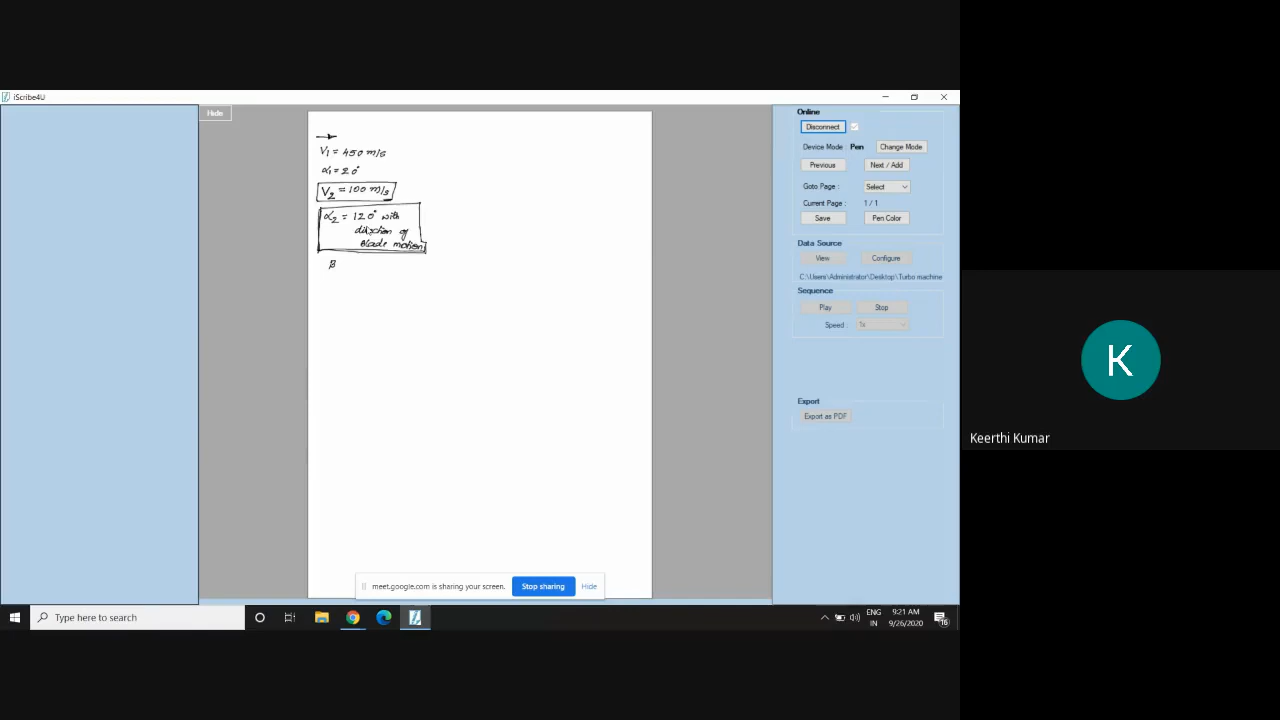 iScribe4U
Hide
V1 = 450 m/s
α1 = 20°
V2 = 100 m/s
α2 = 120° with
direction of
Blade motion
β
Online
Disconnect
Device Mode : Pen
Change Mode
Previous
Next / Add
Goto Page :
Select
Current Page : 1 / 1
Save
Pen Color
Data Source
View
Configure
C:\Users\Administrator\Desktop\Turbo machine
Sequence
Play
Stop
Speed :
1x
Export
Export as PDF
K
Keerthi Kumar
meet.google.com is sharing your screen.
Stop sharing
Hide
Type here to search
ENG
IN
9:21 AM
9/26/2020
16